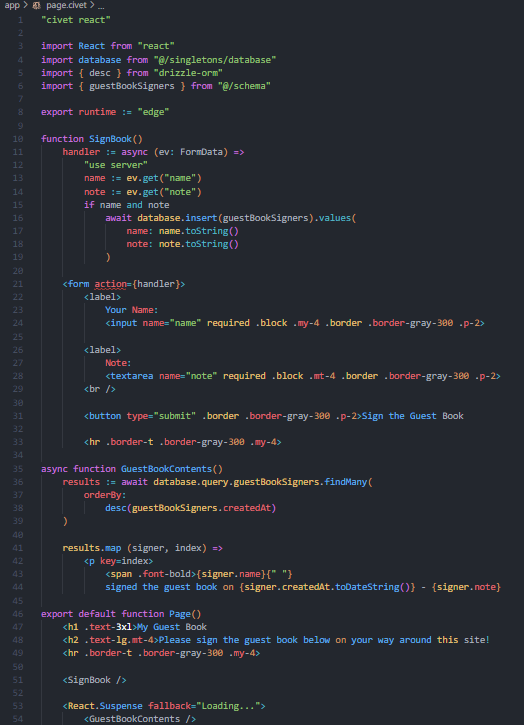 app > page.civet > ...
1 "civet react"
2
3 import React from "react"
4 import database from "@/singletons/database"
5 import { desc } from "drizzle-orm"
6 import { guestBookSigners } from "@/schema"
7
8 export runtime := "edge"
9
10 function SignBook()
11     handler := async (ev: FormData) =>
12         "use server"
13         name := ev.get("name")
14         note := ev.get("note")
15         if name and note
16             await database.insert(guestBookSigners).values(
17                 name: name.toString()
18                 note: note.toString()
19             )
20
21     <form action={handler}>
22         <label>
23             Your Name:
24             <input name="name" required .block .my-4 .border .border-gray-300 .p-2>
25
26         <label>
27             Note:
28             <textarea name="note" required .block .mt-4 .border .border-gray-300 .p-2>
29         <br />
30
31         <button type="submit" .border .border-gray-300 .p-2>Sign the Guest Book
32
33         <hr .border-t .border-gray-300 .my-4>
34
35 async function GuestBookContents()
36     results := await database.query.guestBookSigners.findMany(
37         orderBy:
38             desc(guestBookSigners.createdAt)
39     )
40
41     results.map (signer, index) =>
42         <p key=index>
43             <span .font-bold>{signer.name}{" "}
44             signed the guest book on {signer.createdAt.toDateString()} - {signer.note}
45
46 export default function Page()
47     <h1 .text-3xl>My Guest Book
48     <h2 .text-lg.mt-4>Please sign the guest book below on your way around this site!
49     <hr .border-t .border-gray-300 .my-4>
50
51     <SignBook />
52
53     <React.Suspense fallback="Loading...">
54         <GuestBookContents />